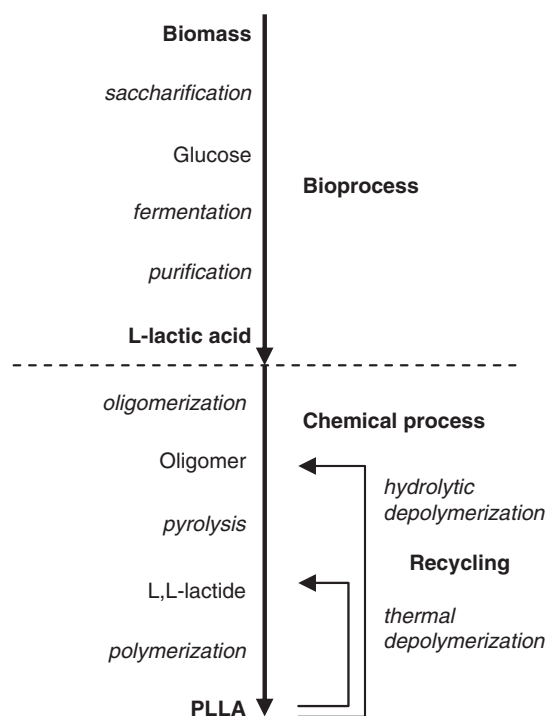 Biomass
saccharification
Glucose
Bioprocess
fermentation
purification
L-lactic acid
oligomerization
Chemical process
Oligomer
hydrolytic
depolymerization
pyrolysis
Recycling
L,L-lactide
thermal
depolymerization
polymerization
PLLA